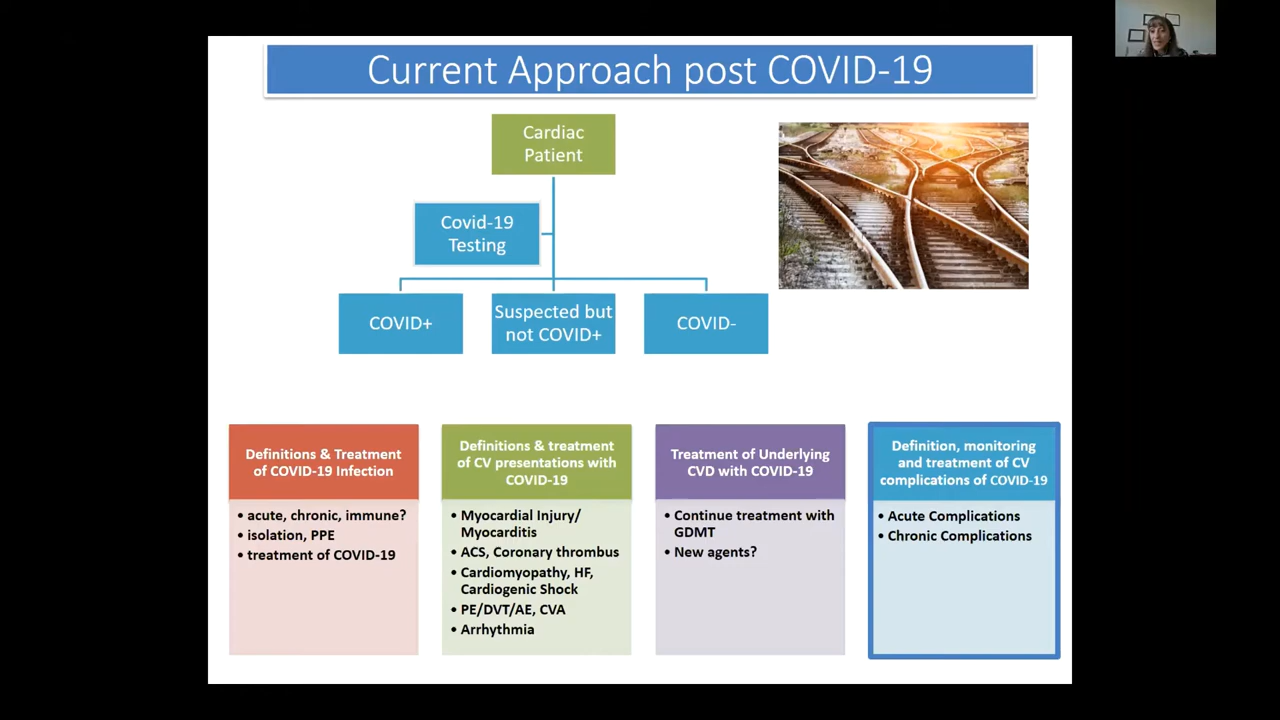 Current Approach post COVID-19
Cardiac
Patient
Covid-19
Testing
COVID+
Suspected but
not COVID+
COVID-
Definitions & Treatment
of COVID-19 Infection
• acute, chronic, immune?
• isolation, PPE
• treatment of COVID-19
Definitions & treatment
of CV presentations with
COVID-19
• Myocardial Injury/
Myocarditis
• ACS, Coronary thrombus
• Cardiomyopathy, HF,
Cardiogenic Shock
• PE/DVT/AE, CVA
• Arrhythmia
Treatment of Underlying
CVD with COVID-19
• Continue treatment with
GDMT
• New agents?
Definition, monitoring
and treatment of CV
complications of COVID-19
• Acute Complications
• Chronic Complications